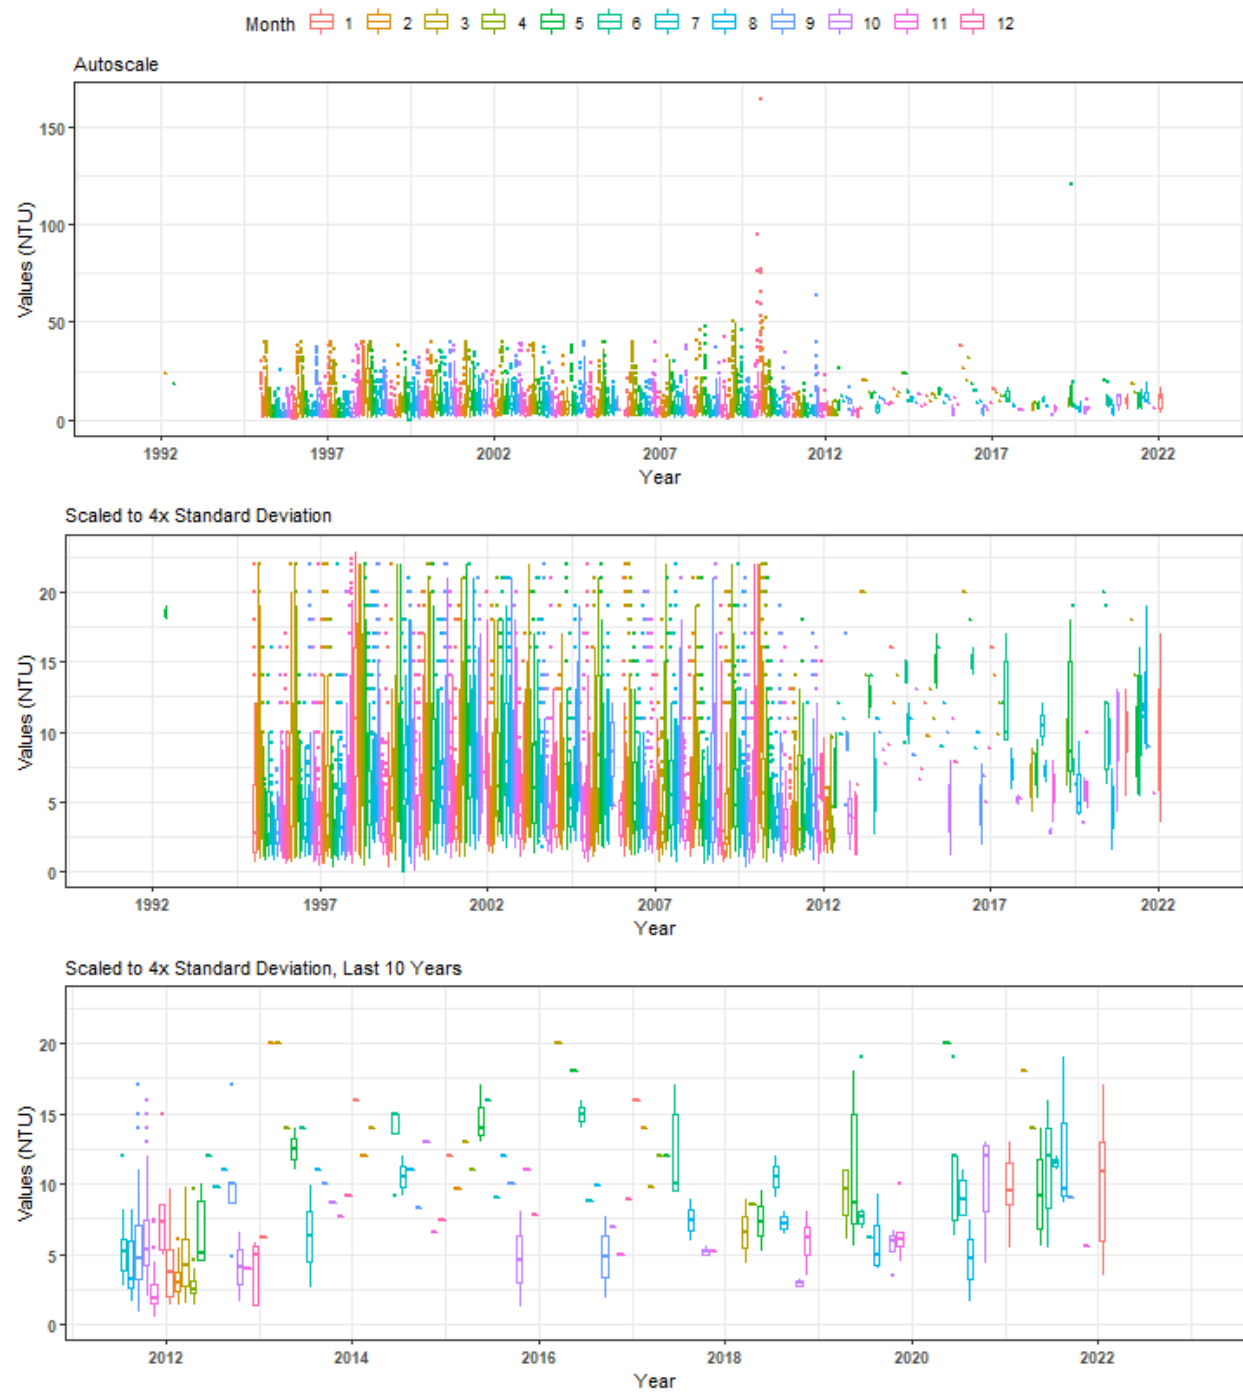 Month 1 2 3 4 5 6 7 8 9 10 11 12
Autoscale
Values (NTU)
150
100
50
0
1992 1997 2002 2007 2012 2017 2022
Year
Scaled to 4x Standard Deviation
Values (NTU)
20
15
10
5
0
1992 1997 2002 2007 2012 2017 2022
Year
Scaled to 4x Standard Deviation, Last 10 Years
Values (NTU)
20
15
10
5
0
2012 2014 2016 2018 2020 2022
Year